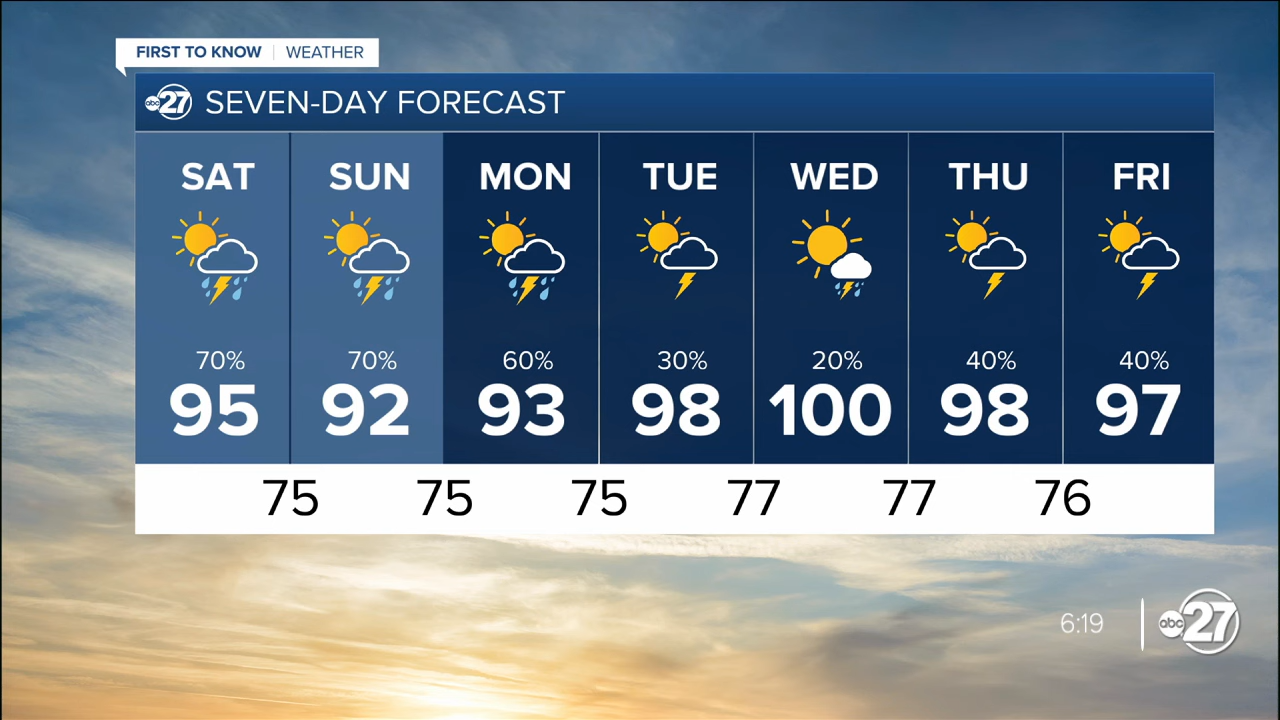 FIRST TO KNOW | WEATHER
abc 27 SEVEN-DAY FORECAST
SAT SUN MON TUE WED THU FRI
70% 70% 60% 30% 20% 40% 40%
95 92 93 98 100 98 97
75 75 75 77 77 76
6:19 | abc 27